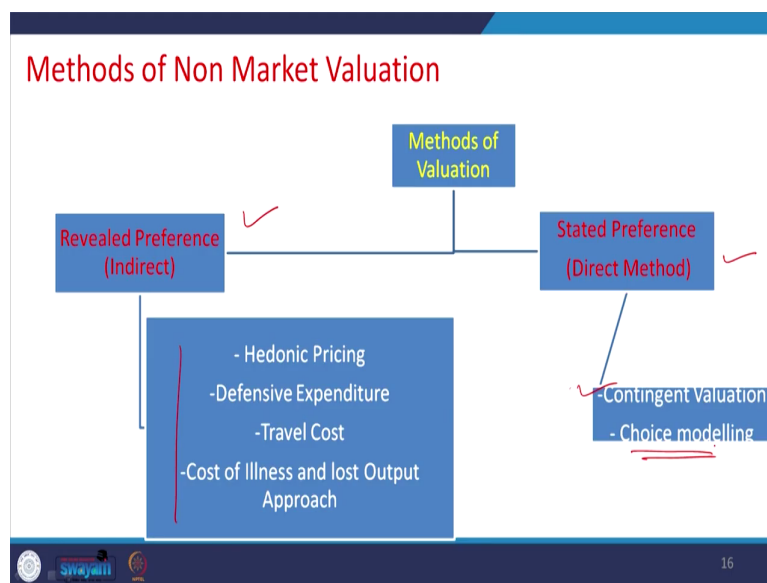 Methods of Non Market Valuation
Methods of
Valuation
Revealed Preference
(Indirect)
Stated Preference
(Direct Method)
- Hedonic Pricing
-Defensive Expenditure
-Travel Cost
-Cost of Illness and lost Output
Approach
-Contingent Valuation
- Choice modelling
swayam
16